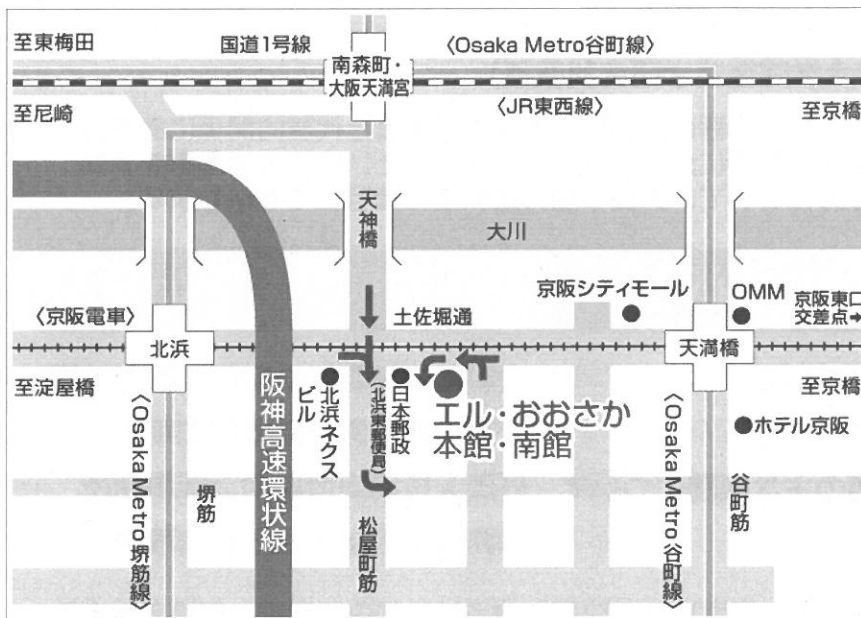 至東梅田
国道1号線
〈Osaka Metro谷町線〉
南森町・
大阪天満宮
至尼崎
〈JR東西線〉
至京橋
天神橋
大川
京阪シティモール
OMM
京阪東口
交差点→
〈京阪電車〉
土佐堀通
北浜
天満橋
至淀屋橋
阪神高速環状線
北浜ネクス
ビル
日本郵政
(北浜東郵便局)
エル・おおさか
本館・南館
至京橋
ホテル京阪
〈Osaka Metro堺筋線〉
堺筋
松屋町筋
〈Osaka Metro谷町線〉
谷町筋